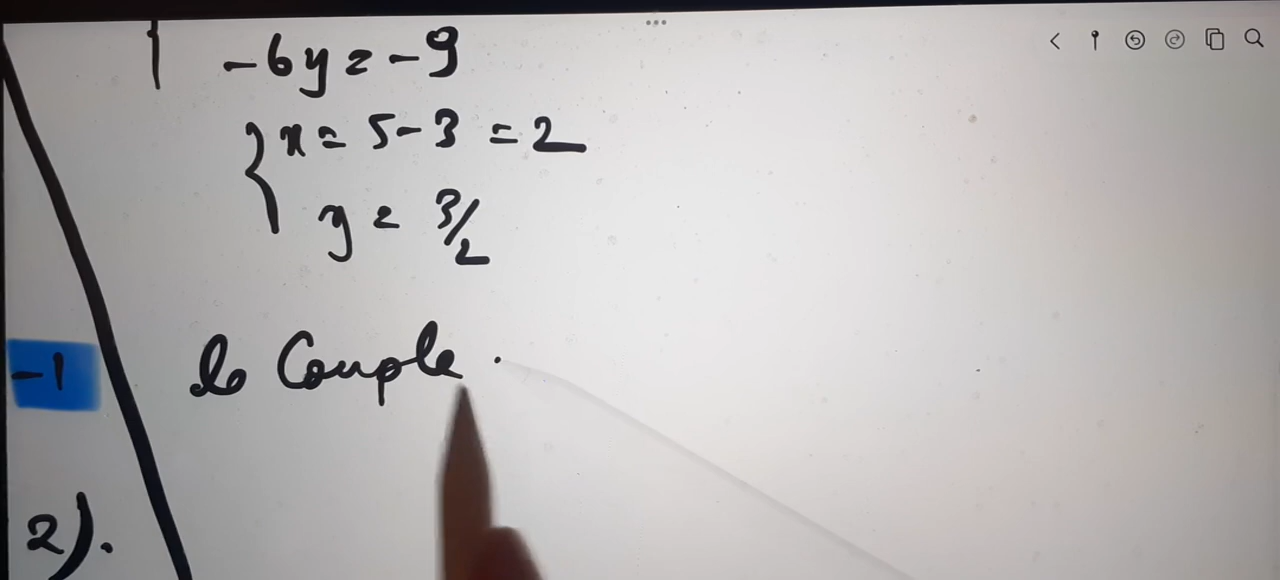 -6y = -9
x = 5 - 3 = 2
y = 3/2
-1
le Couple
2).